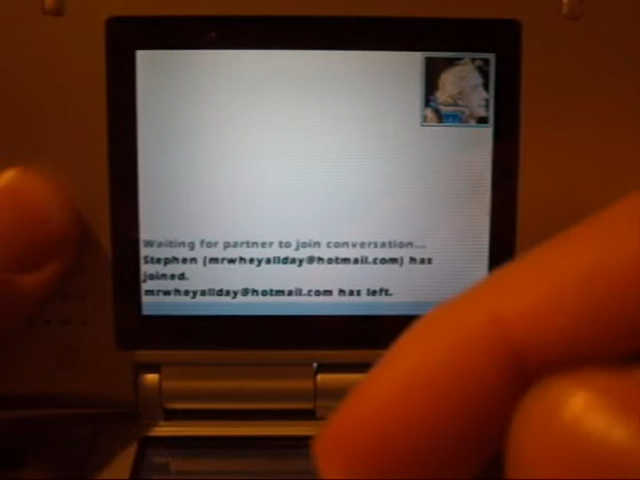 Waiting for partner to join conversation...
Stephen (mrwheyallday@hotmail.com) has
joined.
mrwheyallday@hotmail.com has left.